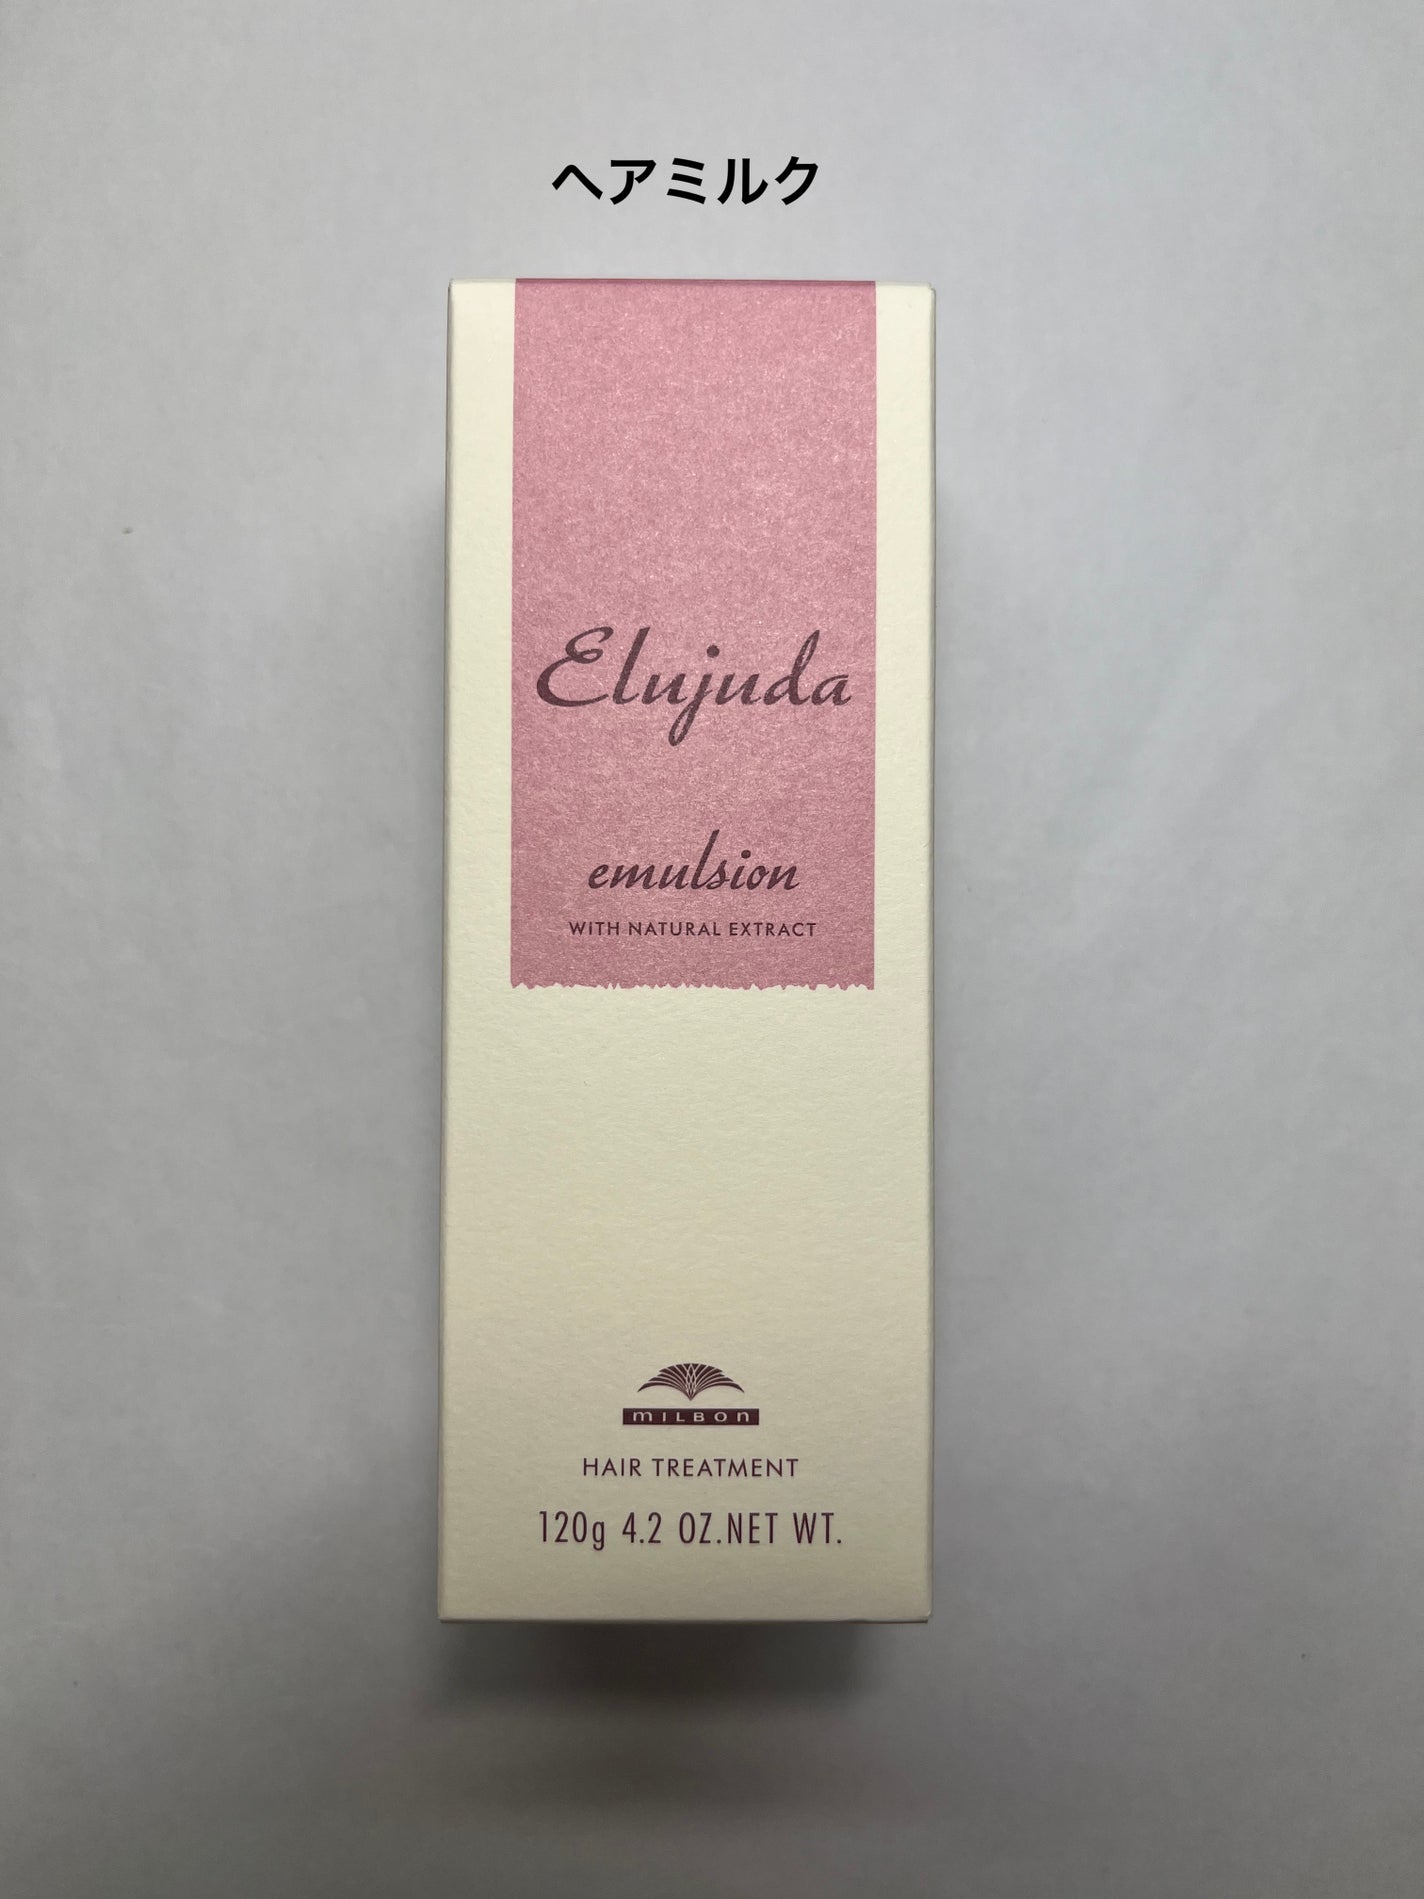 ヘアミルク
Elujuda
emulsion
WITH NATURAL EXTRACT
MILBON
HAIR TREATMENT
120g 4.2 OZ.NET WT.